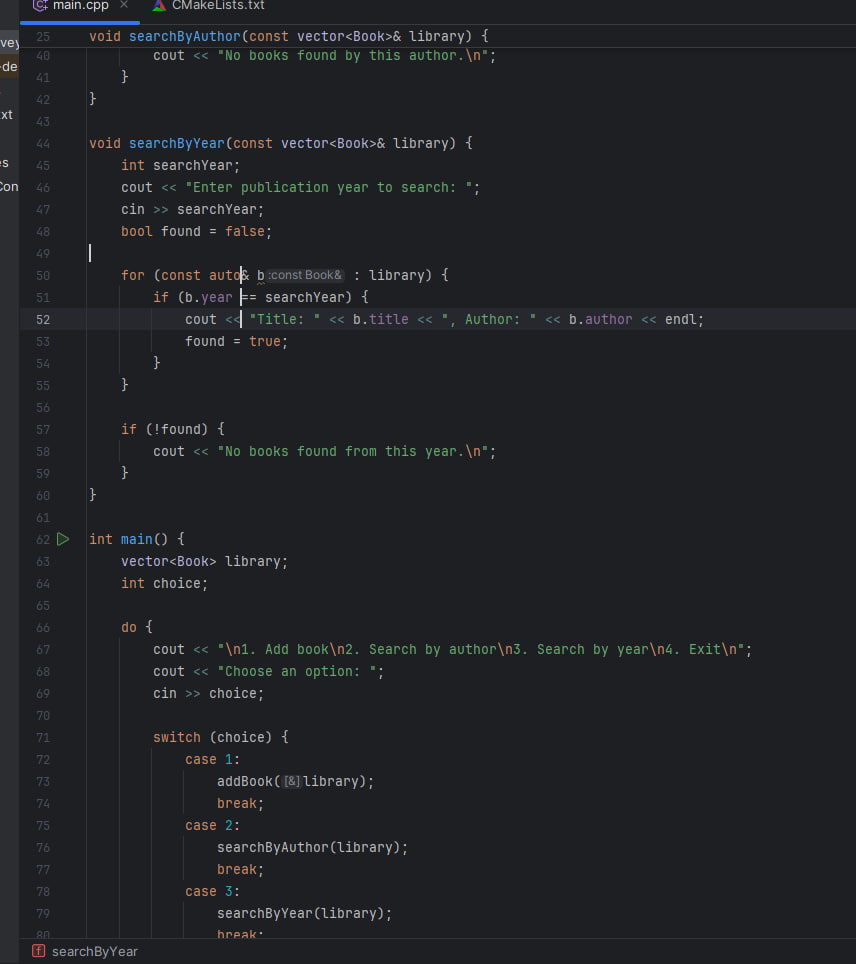 main.cpp × CMakeLists.txt
vey
-de
xt
es
Con
25 void searchByAuthor(const vector<Book>& library) {
40 cout << "No books found by this author.\n";
41 }
42 }
43
44 void searchByYear(const vector<Book>& library) {
45 int searchYear;
46 cout << "Enter publication year to search: ";
47 cin >> searchYear;
48 bool found = false;
49
50 for (const auto& b :const Book& : library) {
51 if (b.year == searchYear) {
52 cout << "Title: " << b.title << ", Author: " << b.author << endl;
53 found = true;
54 }
55 }
56
57 if (!found) {
58 cout << "No books found from this year.\n";
59 }
60 }
61
62 int main() {
63 vector<Book> library;
64 int choice;
65
66 do {
67 cout << "\n1. Add book\n2. Search by author\n3. Search by year\n4. Exit\n";
68 cout << "Choose an option: ";
69 cin >> choice;
70
71 switch (choice) {
72 case 1:
73 addBook([&]library);
74 break;
75 case 2:
76 searchByAuthor(library);
77 break;
78 case 3:
79 searchByYear(library);
80 break;
f searchByYear